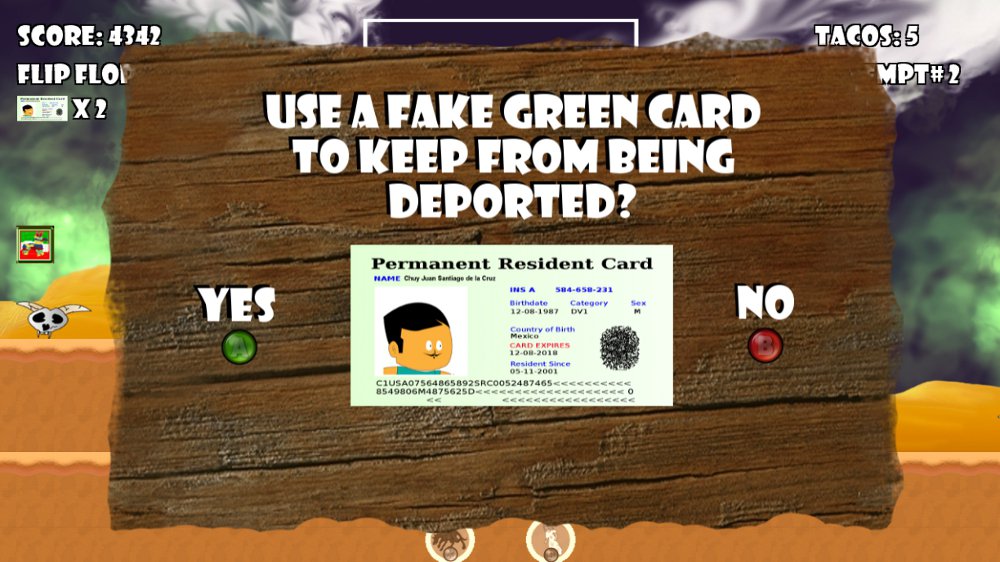 SCORE: 4342
TACOS: 5
FLIP FLOP
MPT# 2
X 2
USE A FAKE GREEN CARD
TO KEEP FROM BEING
DEPORTED?
Permanent Resident Card
NAME Chuy Juan Santiago de la Cruz
INS A 584-658-231
Birthdate Category Sex
12-08-1987 DV1 M
Country of Birth
Mexico
CARD EXPIRES
12-08-2018
Resident Since
05-11-2001
C1USA07564865892SRC0052487465<<<<<<<<<<
8549806M4875625D<<<<<<<<<<<<<<<<<<< 0
<< <<<<<<<<<<<<<<<<<
YES
NO
A
B